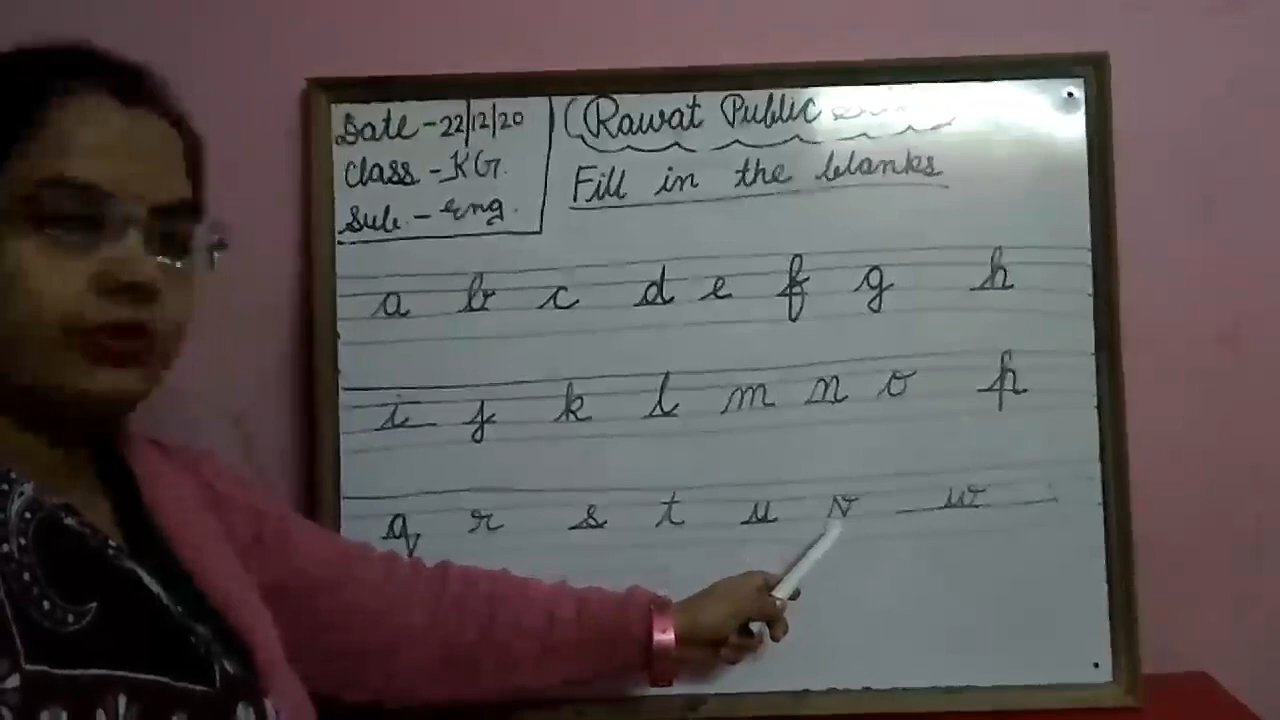 Date - 22/12/20
Class - KG.
Sub. - Eng.
(Rawat Public
Fill in the blanks
a b c d e f g h
i j k l m n o p
q r s t u v w